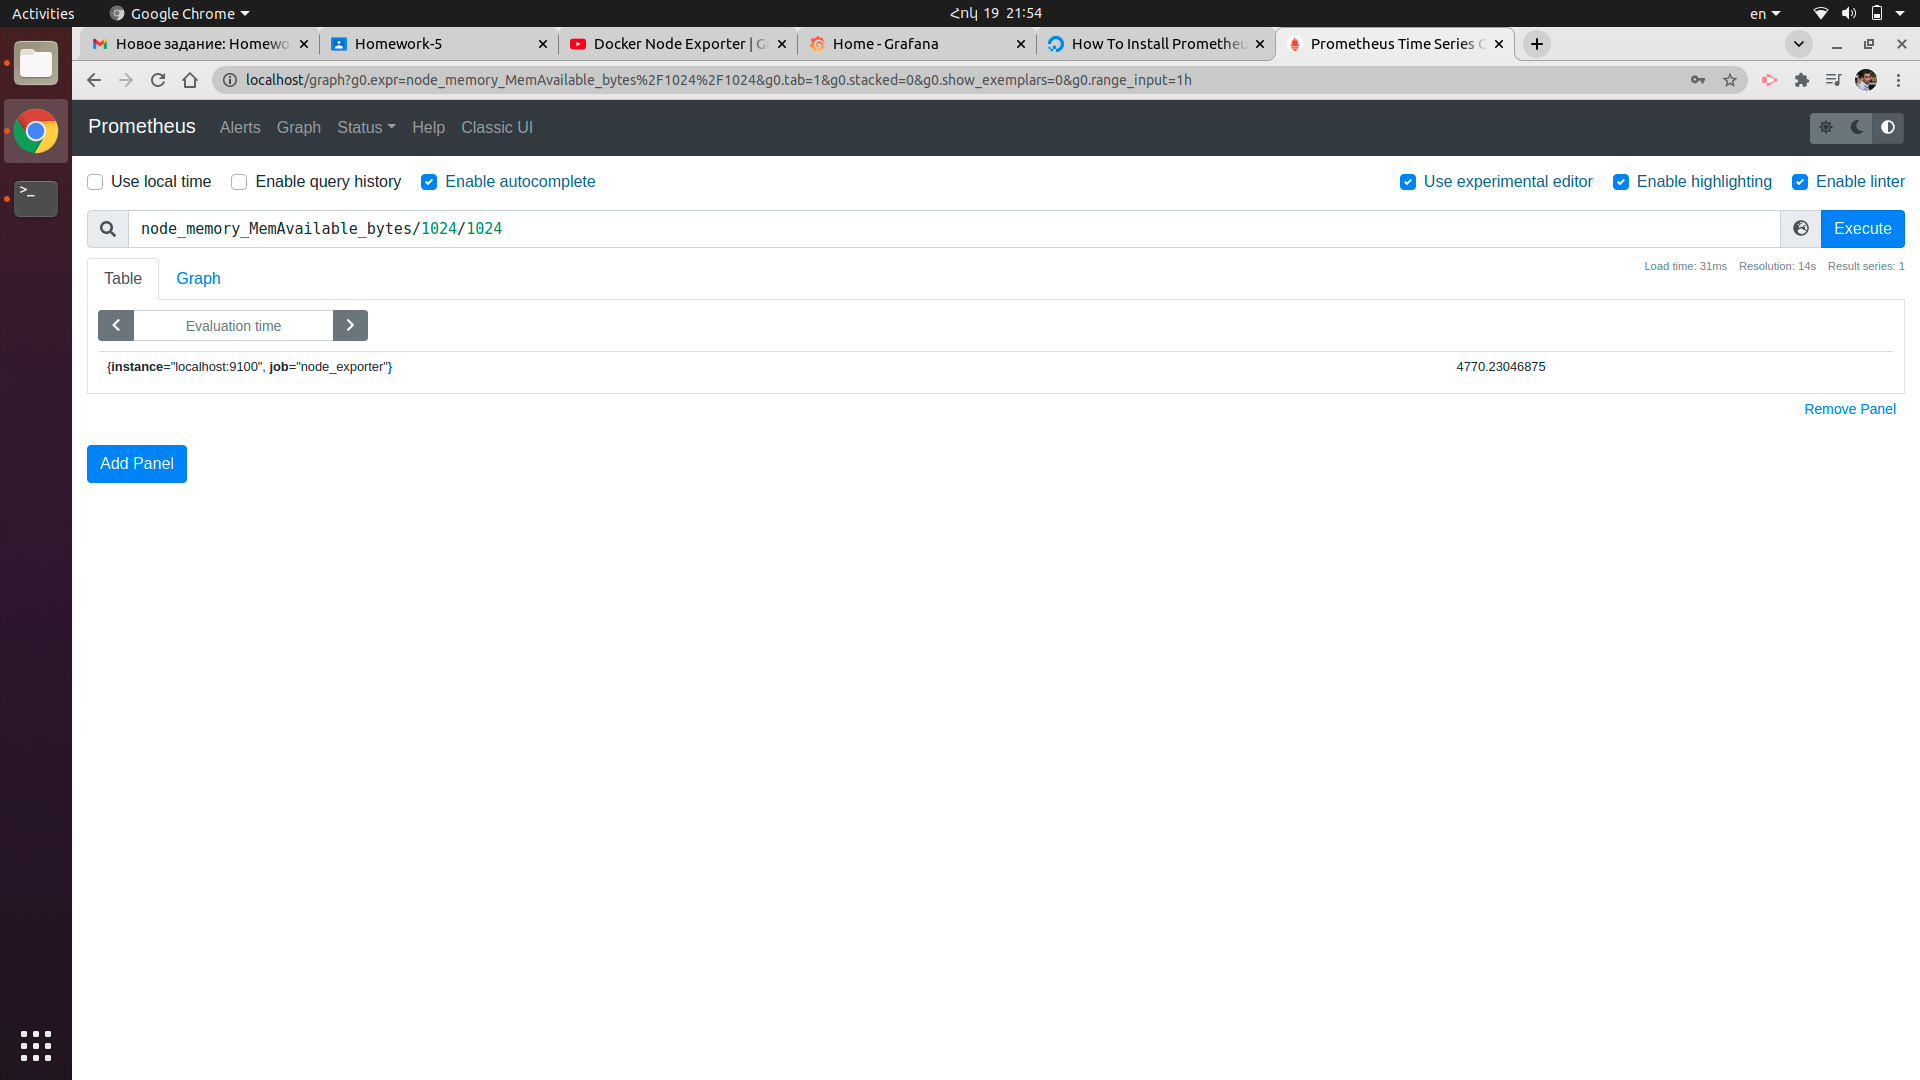 Activities
Google Chrome
Հոկ 19 21:54
en
Новое задание: Homewo
Homework-5
Docker Node Exporter | G
Home - Grafana
How To Install Prometheu
Prometheus Time Series C
localhost/graph?g0.expr=node_memory_MemAvailable_bytes%2F1024%2F1024&g0.tab=1&g0.stacked=0&g0.show_exemplars=0&g0.range_input=1h
Prometheus
Alerts
Graph
Status
Help
Classic UI
Use local time
Enable query history
Enable autocomplete
Use experimental editor
Enable highlighting
Enable linter
node_memory_MemAvailable_bytes/1024/1024
Execute
Table
Graph
Load time: 31ms
Resolution: 14s
Result series: 1
Evaluation time
{instance="localhost:9100", job="node_exporter"}
4770.23046875
Remove Panel
Add Panel